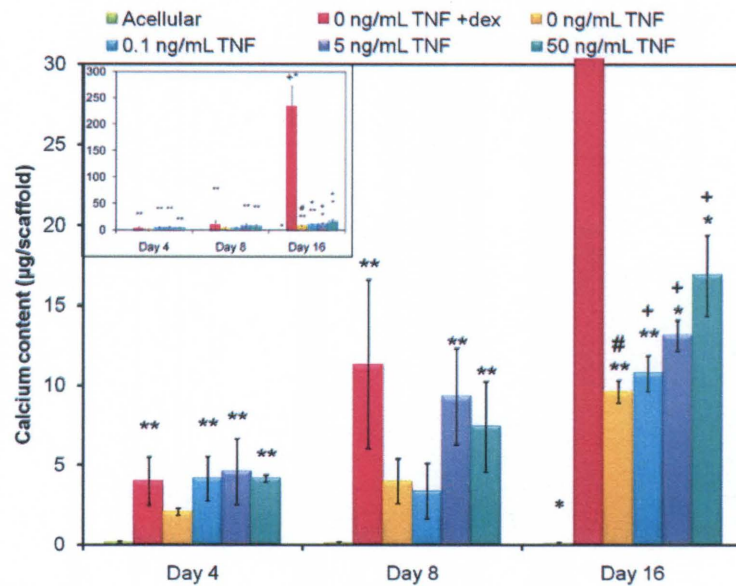 Acellular 0 ng/mL TNF +dex 0 ng/mL TNF
0.1 ng/mL TNF 5 ng/mL TNF 50 ng/mL TNF
Calcium content (µg/scaffold)
30
25
20
15
10
5
0
300
250
200
150
100
50
0
+*
** ** ** **
** ** **
* # ** + ** + * + *
Day 4 Day 8 Day 16
** ** ** **
** ** **
* # ** + ** + * + *
Day 4 Day 8 Day 16